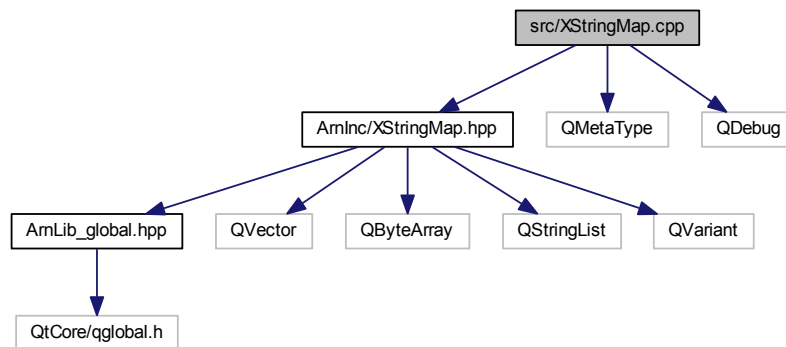 src/XStringMap.cpp
ArnInc/XStringMap.hpp
QMetaType
QDebug
ArnLib_global.hpp
QVector
QByteArray
QStringList
QVariant
QtCore/qglobal.h